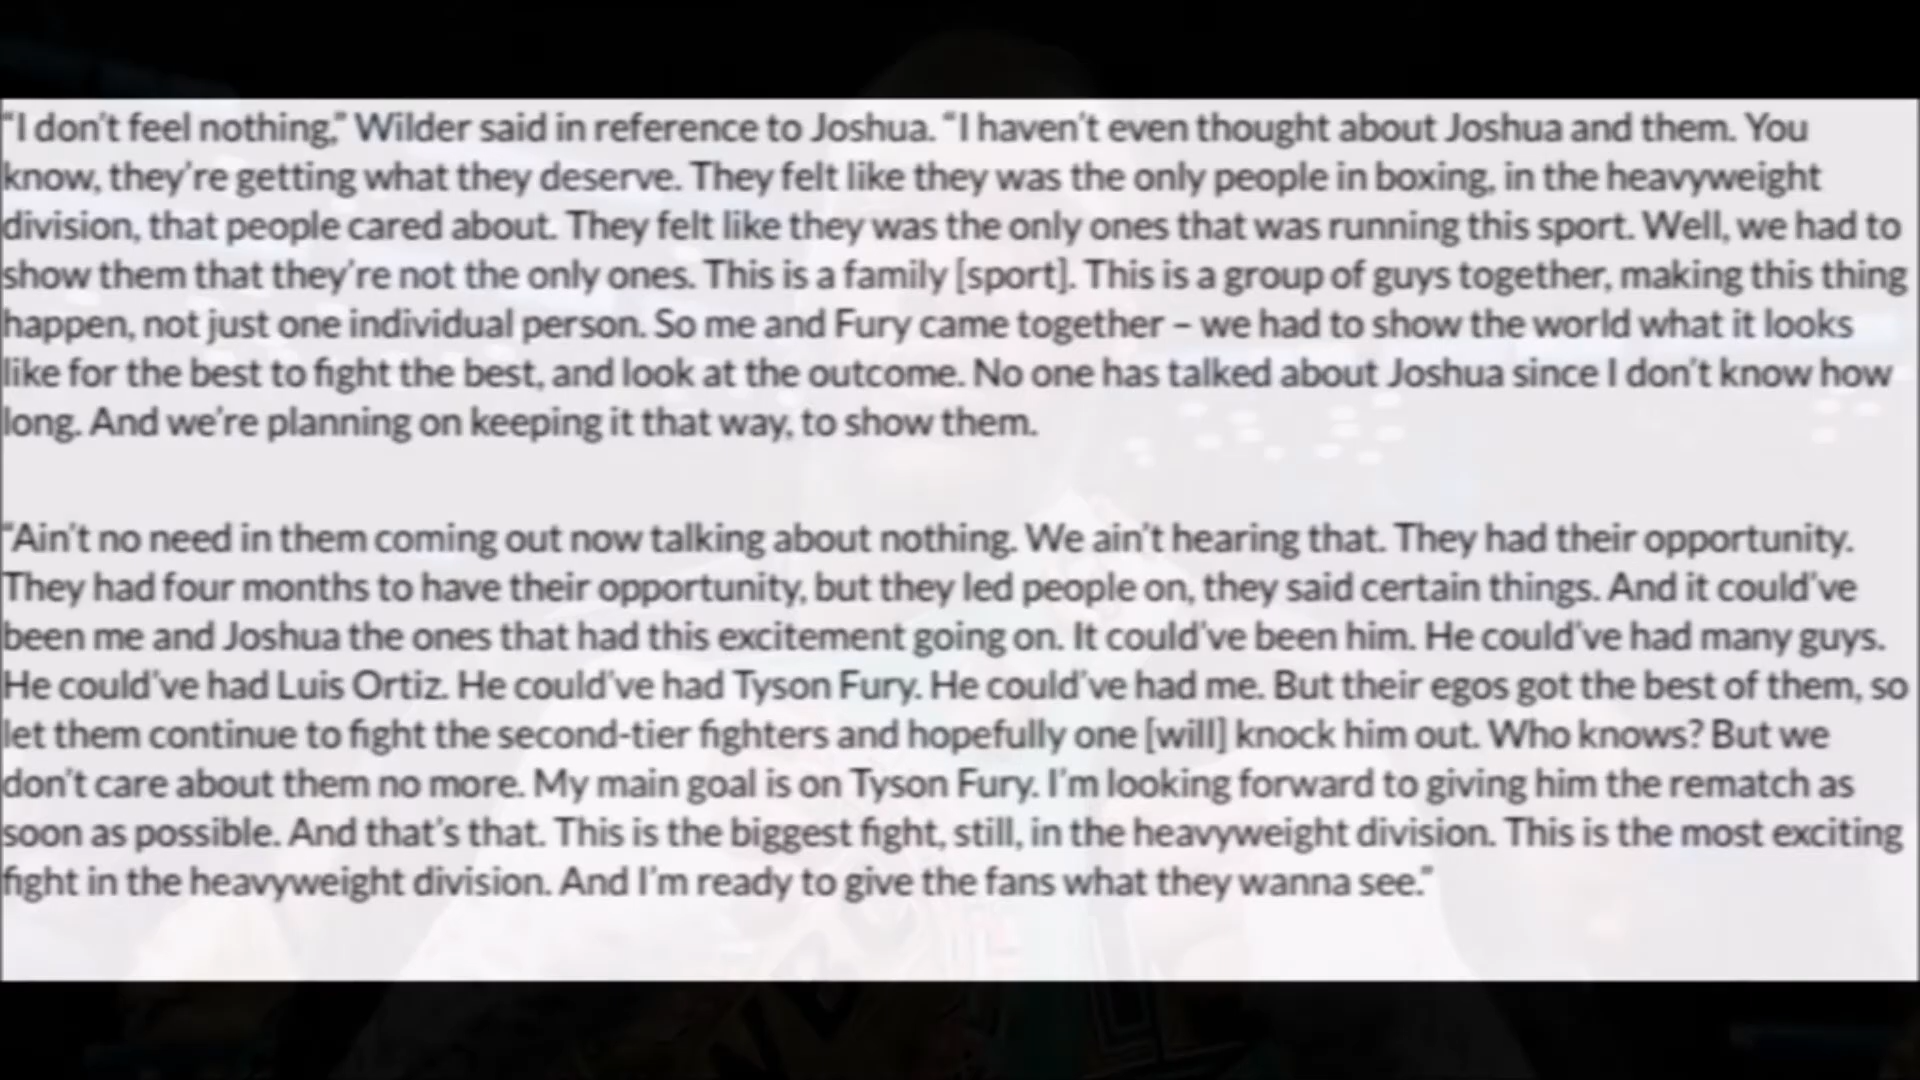 “I don’t feel nothing,” Wilder said in reference to Joshua. “I haven’t even thought about Joshua and them. You
know, they’re getting what they deserve. They felt like they was the only people in boxing, in the heavyweight
division, that people cared about. They felt like they was the only ones that was running this sport. Well, we had to
show them that they’re not the only ones. This is a family [sport]. This is a group of guys together, making this thing
happen, not just one individual person. So me and Fury came together – we had to show the world what it looks
like for the best to fight the best, and look at the outcome. No one has talked about Joshua since I don’t know how
long. And we’re planning on keeping it that way, to show them.
“Ain’t no need in them coming out now talking about nothing. We ain’t hearing that. They had their opportunity.
They had four months to have their opportunity, but they led people on, they said certain things. And it could’ve
been me and Joshua the ones that had this excitement going on. It could’ve been him. He could’ve had many guys.
He could’ve had Luis Ortiz. He could’ve had Tyson Fury. He could’ve had me. But their egos got the best of them, so
let them continue to fight the second-tier fighters and hopefully one [will] knock him out. Who knows? But we
don’t care about them no more. My main goal is on Tyson Fury. I’m looking forward to giving him the rematch as
soon as possible. And that’s that. This is the biggest fight, still, in the heavyweight division. This is the most exciting
fight in the heavyweight division. And I’m ready to give the fans what they wanna see.”